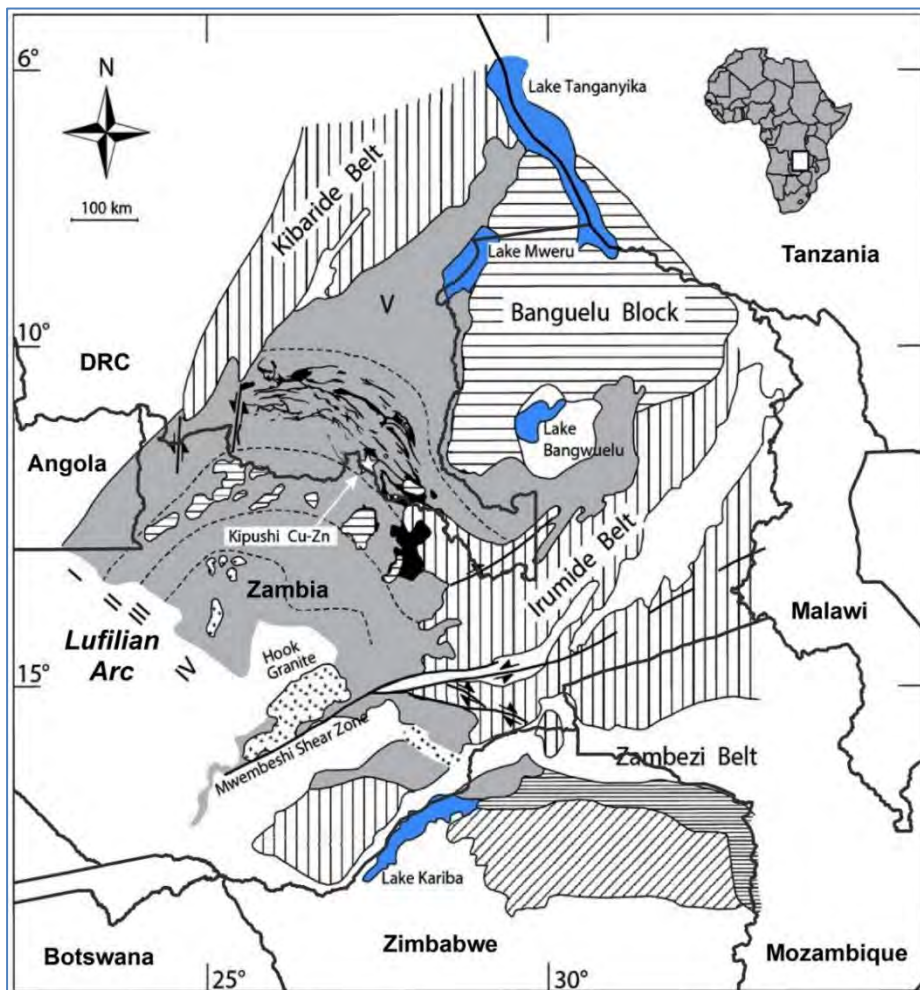 6°
N
100 km
Lake Tanganyika
Kibaride Belt
Lake Mweru
Tanzania
V
Banguelu Block
10°
DRC
Lake
Bangwuelu
Angola
Kipushi Cu-Zn
Irumide Belt
Zambia
I
II
III
Malawi
Lufilian
Arc
IV
Hook
Granite
15°
Mwembeshi Shear Zone
Zambezi Belt
Lake Kariba
Botswana
Zimbabwe
Mozambique
25°
30°